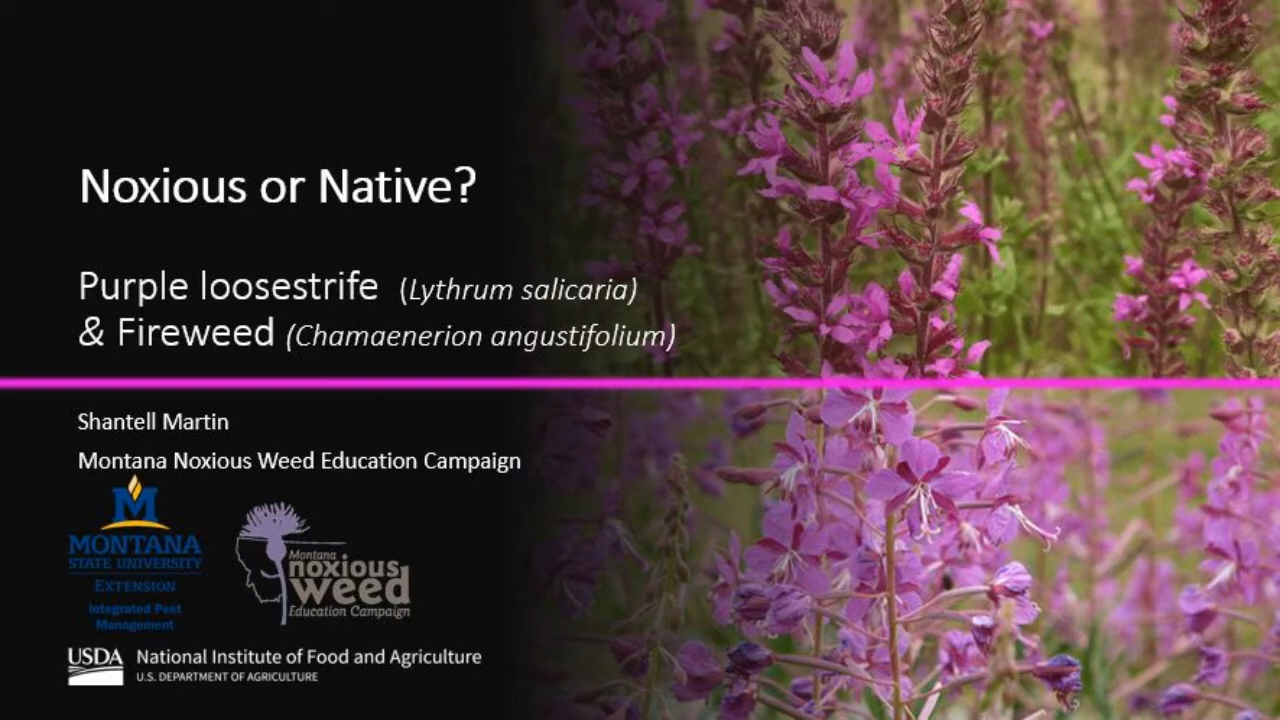 Noxious or Native?
Purple loosestrife (Lythrum salicaria)
& Fireweed (Chamaenerion angustifolium)
Shantell Martin
Montana Noxious Weed Education Campaign
M
MONTANA
STATE UNIVERSITY
EXTENSION
Integrated Pest
Management
Montana
noxious
weed
Education Campaign
USDA
National Institute of Food and Agriculture
U.S. DEPARTMENT OF AGRICULTURE